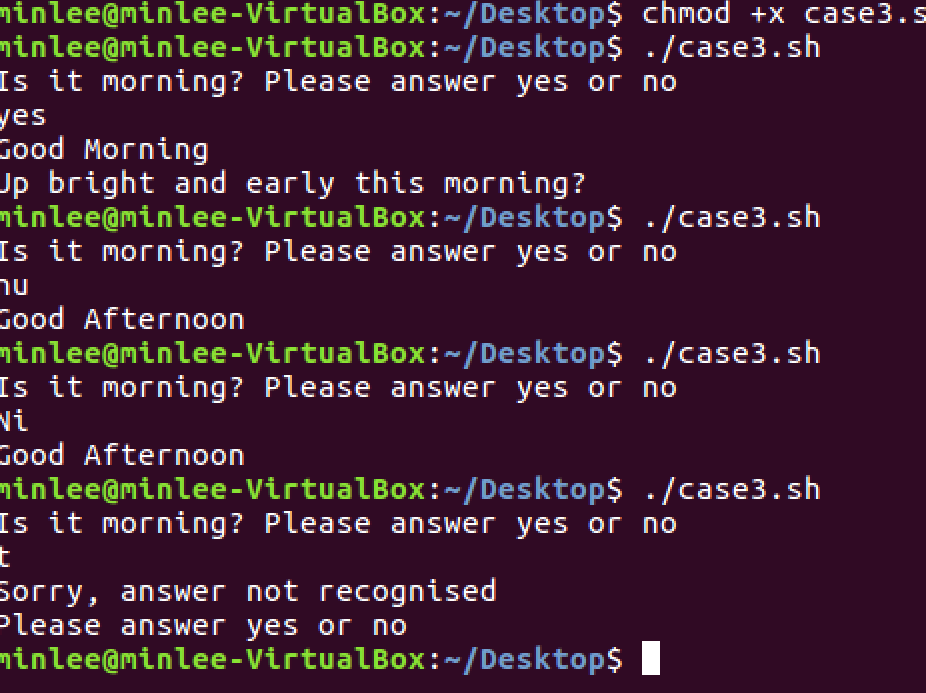 minlee@minlee-VirtualBox:~/Desktop$ chmod +x case3.s
minlee@minlee-VirtualBox:~/Desktop$ ./case3.sh
Is it morning? Please answer yes or no
yes
Good Morning
Up bright and early this morning?
minlee@minlee-VirtualBox:~/Desktop$ ./case3.sh
Is it morning? Please answer yes or no
nu
Good Afternoon
minlee@minlee-VirtualBox:~/Desktop$ ./case3.sh
Is it morning? Please answer yes or no
Ni
Good Afternoon
minlee@minlee-VirtualBox:~/Desktop$ ./case3.sh
Is it morning? Please answer yes or no
t
Sorry, answer not recognised
Please answer yes or no
minlee@minlee-VirtualBox:~/Desktop$